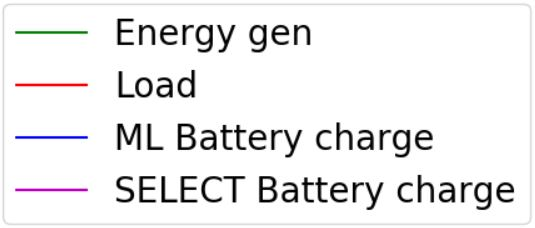 Energy gen
Load
ML Battery charge
SELECT Battery charge